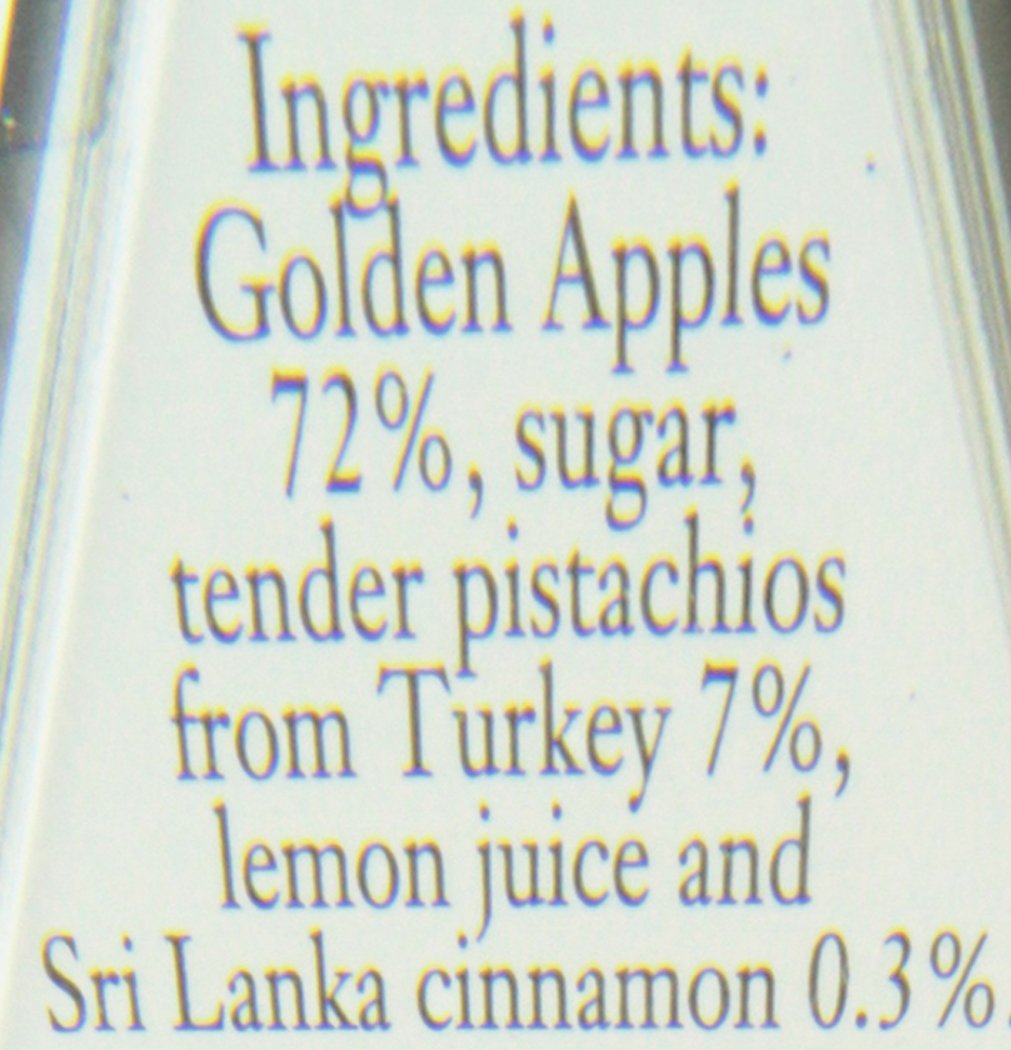 Ingredients:
Golden Apples
72%, sugar,
tender pistachios
from Turkey 7%,
lemon juice and
Sri Lanka cinnamon 0.3%.